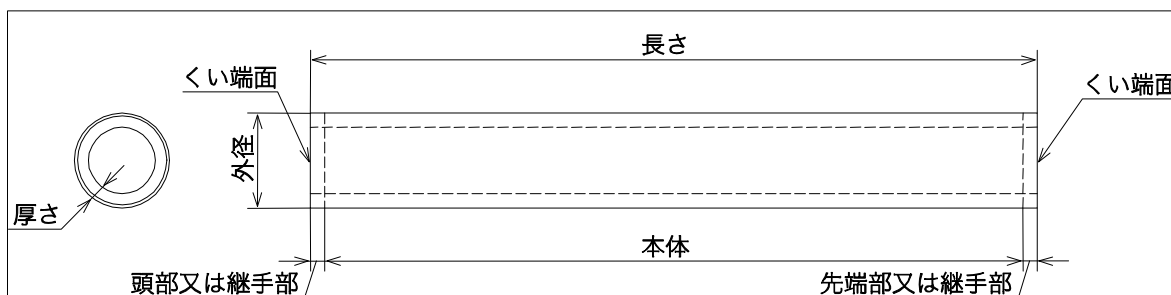 長さ
くい端面
くい端面
外径
厚さ
本体
頭部又は継手部
先端部又は継手部